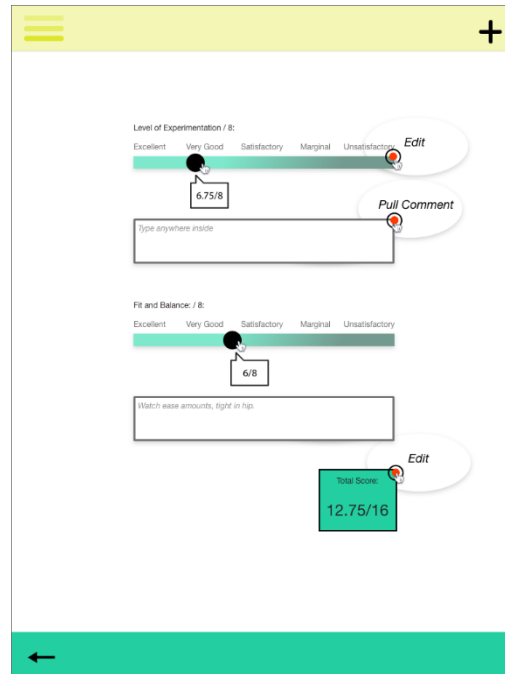 Level of Experimentation / 8:
Excellent Very Good Satisfactory Marginal Unsatisfactory
Edit
6.75/8
Pull Comment
Type anywhere inside
Fit and Balance: / 8:
Excellent Very Good Satisfactory Marginal Unsatisfactory
6/8
Watch ease amounts, tight in hip.
Edit
Total Score:
12.75/16